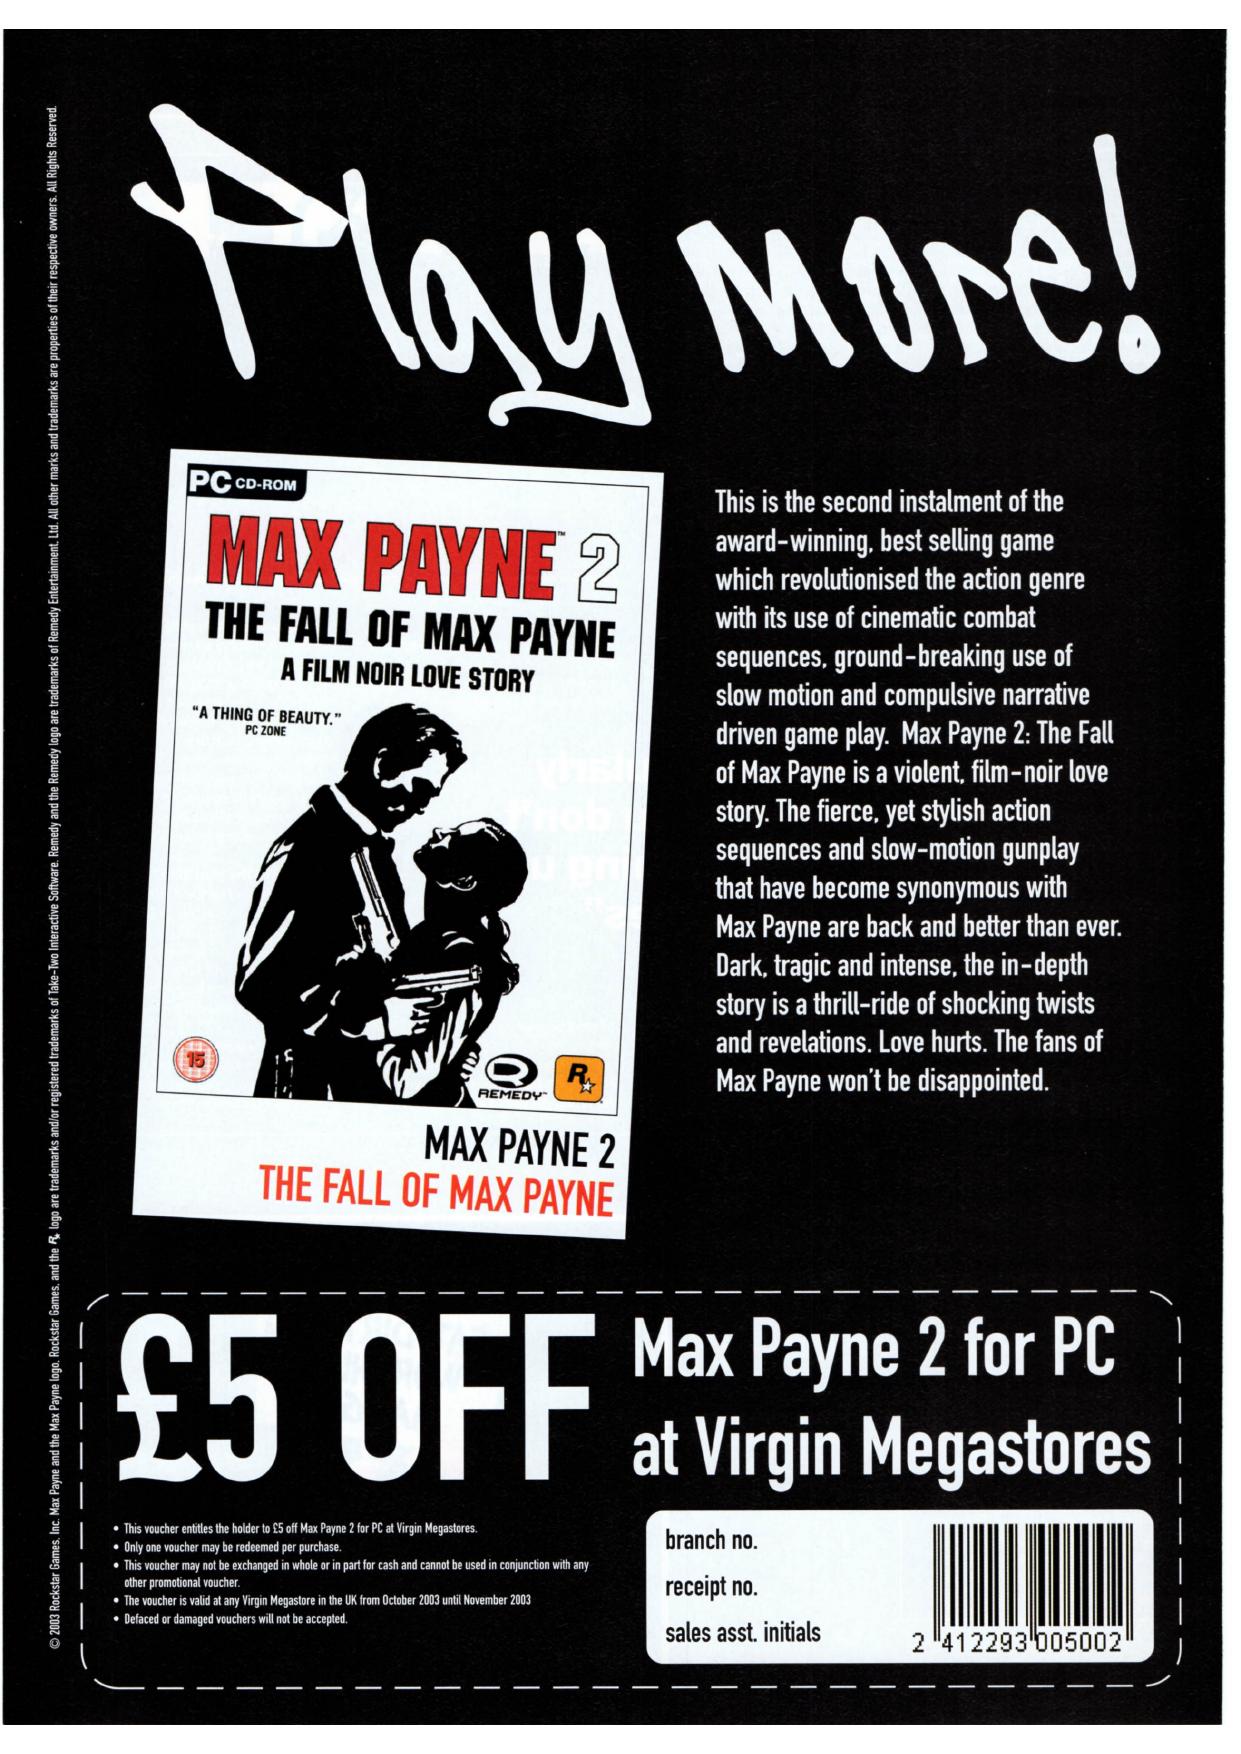 Play more!
PC CD-ROM
MAX PAYNE™ 2
THE FALL OF MAX PAYNE
A FILM NOIR LOVE STORY
"A THING OF BEAUTY."
PC ZONE
15
REMEDY™
R
MAX PAYNE 2
THE FALL OF MAX PAYNE
This is the second instalment of the
award-winning, best selling game
which revolutionised the action genre
with its use of cinematic combat
sequences, ground-breaking use of
slow motion and compulsive narrative
driven game play. Max Payne 2: The Fall
of Max Payne is a violent, film-noir love
story. The fierce, yet stylish action
sequences and slow-motion gunplay
that have become synonymous with
Max Payne are back and better than ever.
Dark, tragic and intense, the in-depth
story is a thrill-ride of shocking twists
and revelations. Love hurts. The fans of
Max Payne won't be disappointed.
£5 OFF
Max Payne 2 for PC
at Virgin Megastores
• This voucher entitles the holder to £5 off Max Payne 2 for PC at Virgin Megastores.
• Only one voucher may be redeemed per purchase.
• This voucher may not be exchanged in whole or in part for cash and cannot be used in conjunction with any
other promotional voucher.
• The voucher is valid at any Virgin Megastore in the UK from October 2003 until November 2003
• Defaced or damaged vouchers will not be accepted.
branch no.
receipt no.
sales asst. initials
2 412293 005002
© 2003 Rockstar Games, Inc. Max Payne and the Max Payne logo, Rockstar Games, and the R logo are trademarks and/or registered trademarks of Take-Two Interactive Software. Remedy and the Remedy logo are trademarks of Remedy Entertainment, Ltd. All other marks and trademarks are properties of their respective owners. All Rights Reserved.